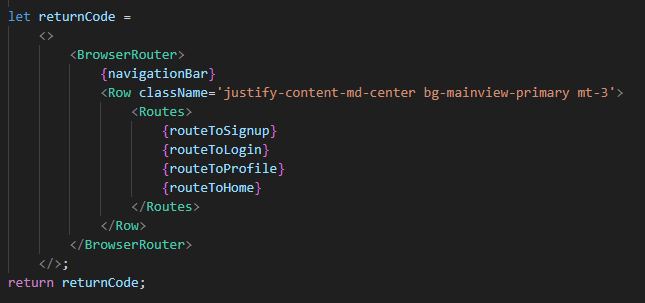 let returnCode =
<>
<BrowserRouter>
{navigationBar}
<Row className='justify-content-md-center bg-mainview-primary mt-3'>
<Routes>
{routeToSignup}
{routeToLogin}
{routeToProfile}
{routeToHome}
</Routes>
</Row>
</BrowserRouter>
</>;
return returnCode;